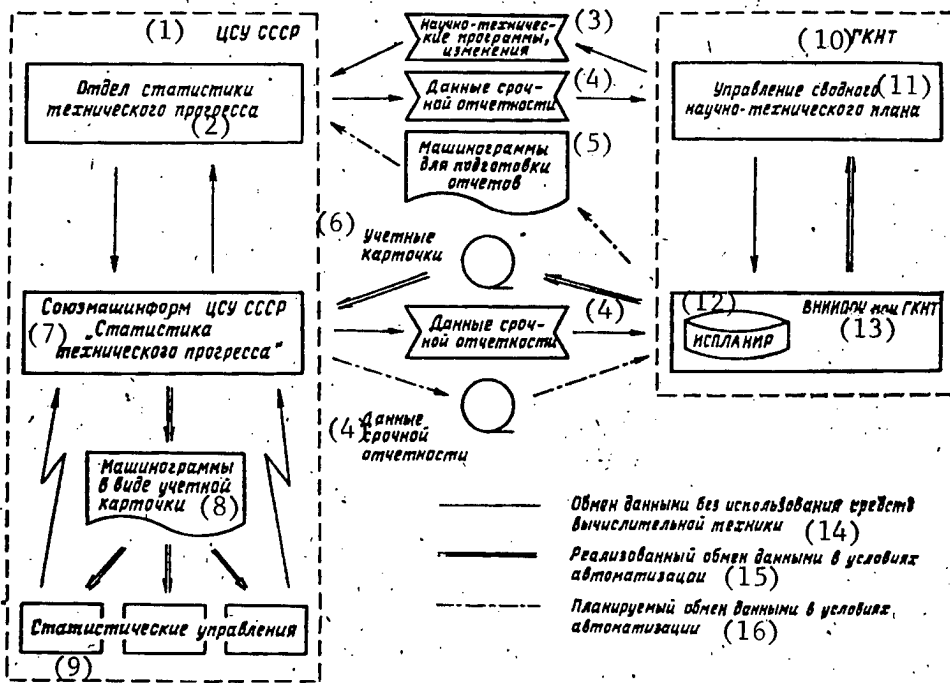 (1) ЦСУ СССР
Отдел статистики
технического прогресса
(2)
Научно-техничес-
кие программы,
изменения
(3)
Данные сроч-
ной отчетности
(4)
Машинограммы
для подготовки
отчетов
(5)
(10) ГКНТ
Управление сводного (11)
научно-технического плана
(6) Учетные
карточки
Союзмашинформ ЦСУ СССР
(7) „Статистика
технического прогресса"
Данные сроч-
ной отчетности
(4)
(12)
ИСПЛАНИР
ВНИИПОУ или ГКНТ
(13)
(4) Данные
срочной
отчетности
Машинограммы
в виде учетной
карточки (8)
Статистические управления
(9)
Обмен данными без использования средств
вычислительной техники (14)
Реализованный обмен данными в условиях
автоматизации (15)
Планируемый обмен данными в условиях
автоматизации (16)